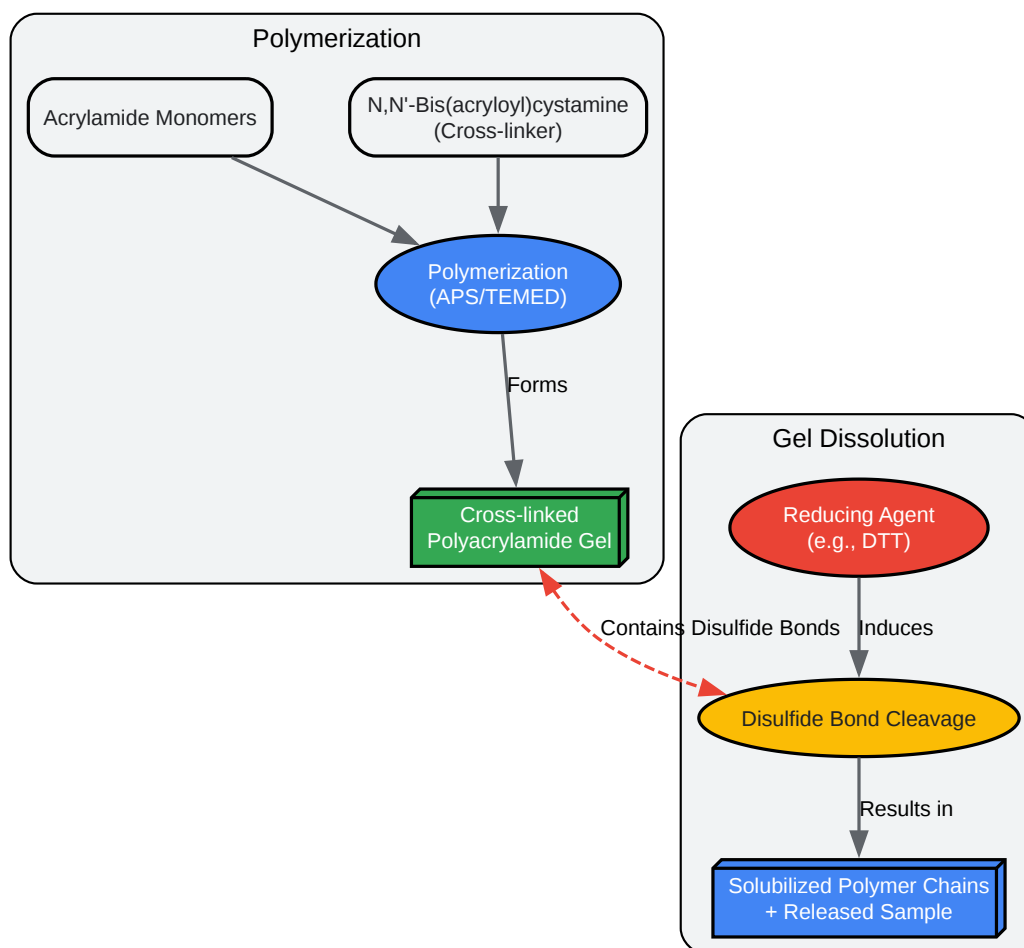 Polymerization
Acrylamide Monomers
N,N'-Bis(acryloyl)cystamine
(Cross-linker)
Polymerization
(APS/TEMED)
Forms
Cross-linked
Polyacrylamide Gel
Gel Dissolution
Reducing Agent
(e.g., DTT)
Contains Disulfide Bonds
Induces
Disulfide Bond Cleavage
Results in
Solubilized Polymer Chains
+ Released Sample